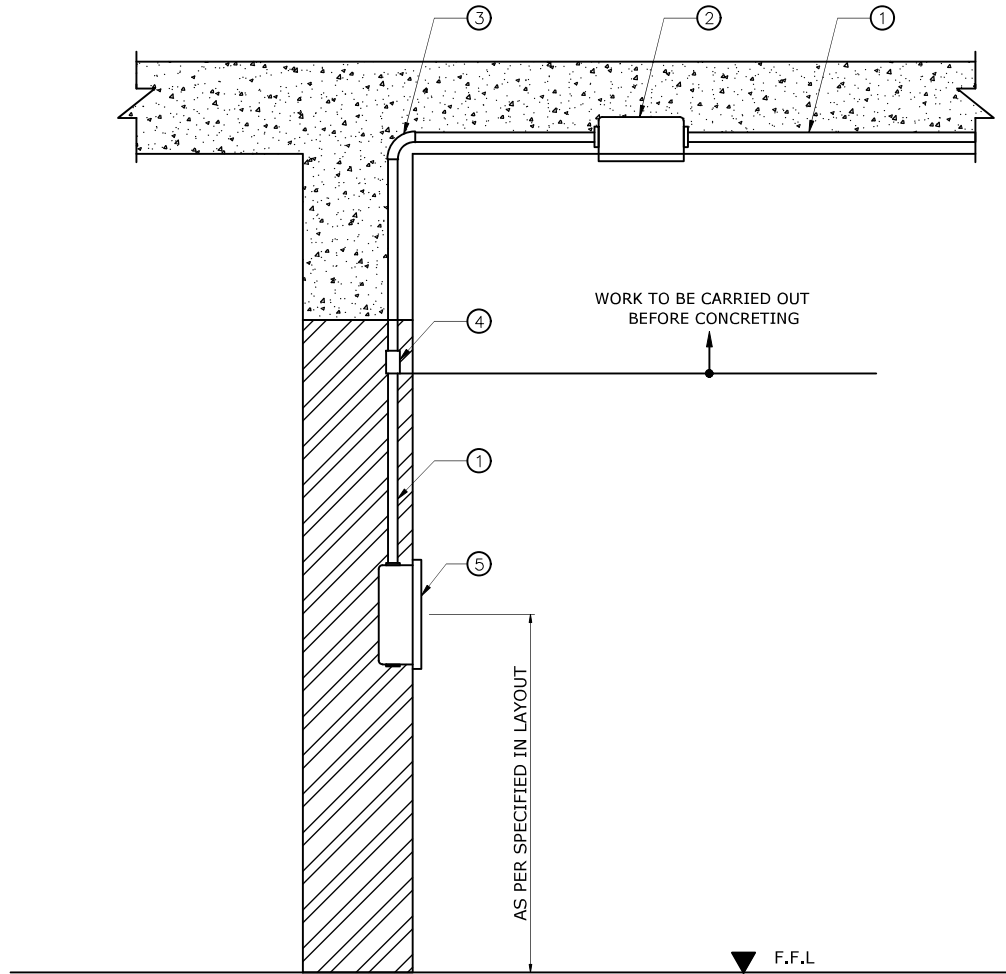 3
2
1
WORK TO BE CARRIED OUT
BEFORE CONCRETING
4
1
5
AS PER SPECIFIED IN LAYOUT
F.F.L